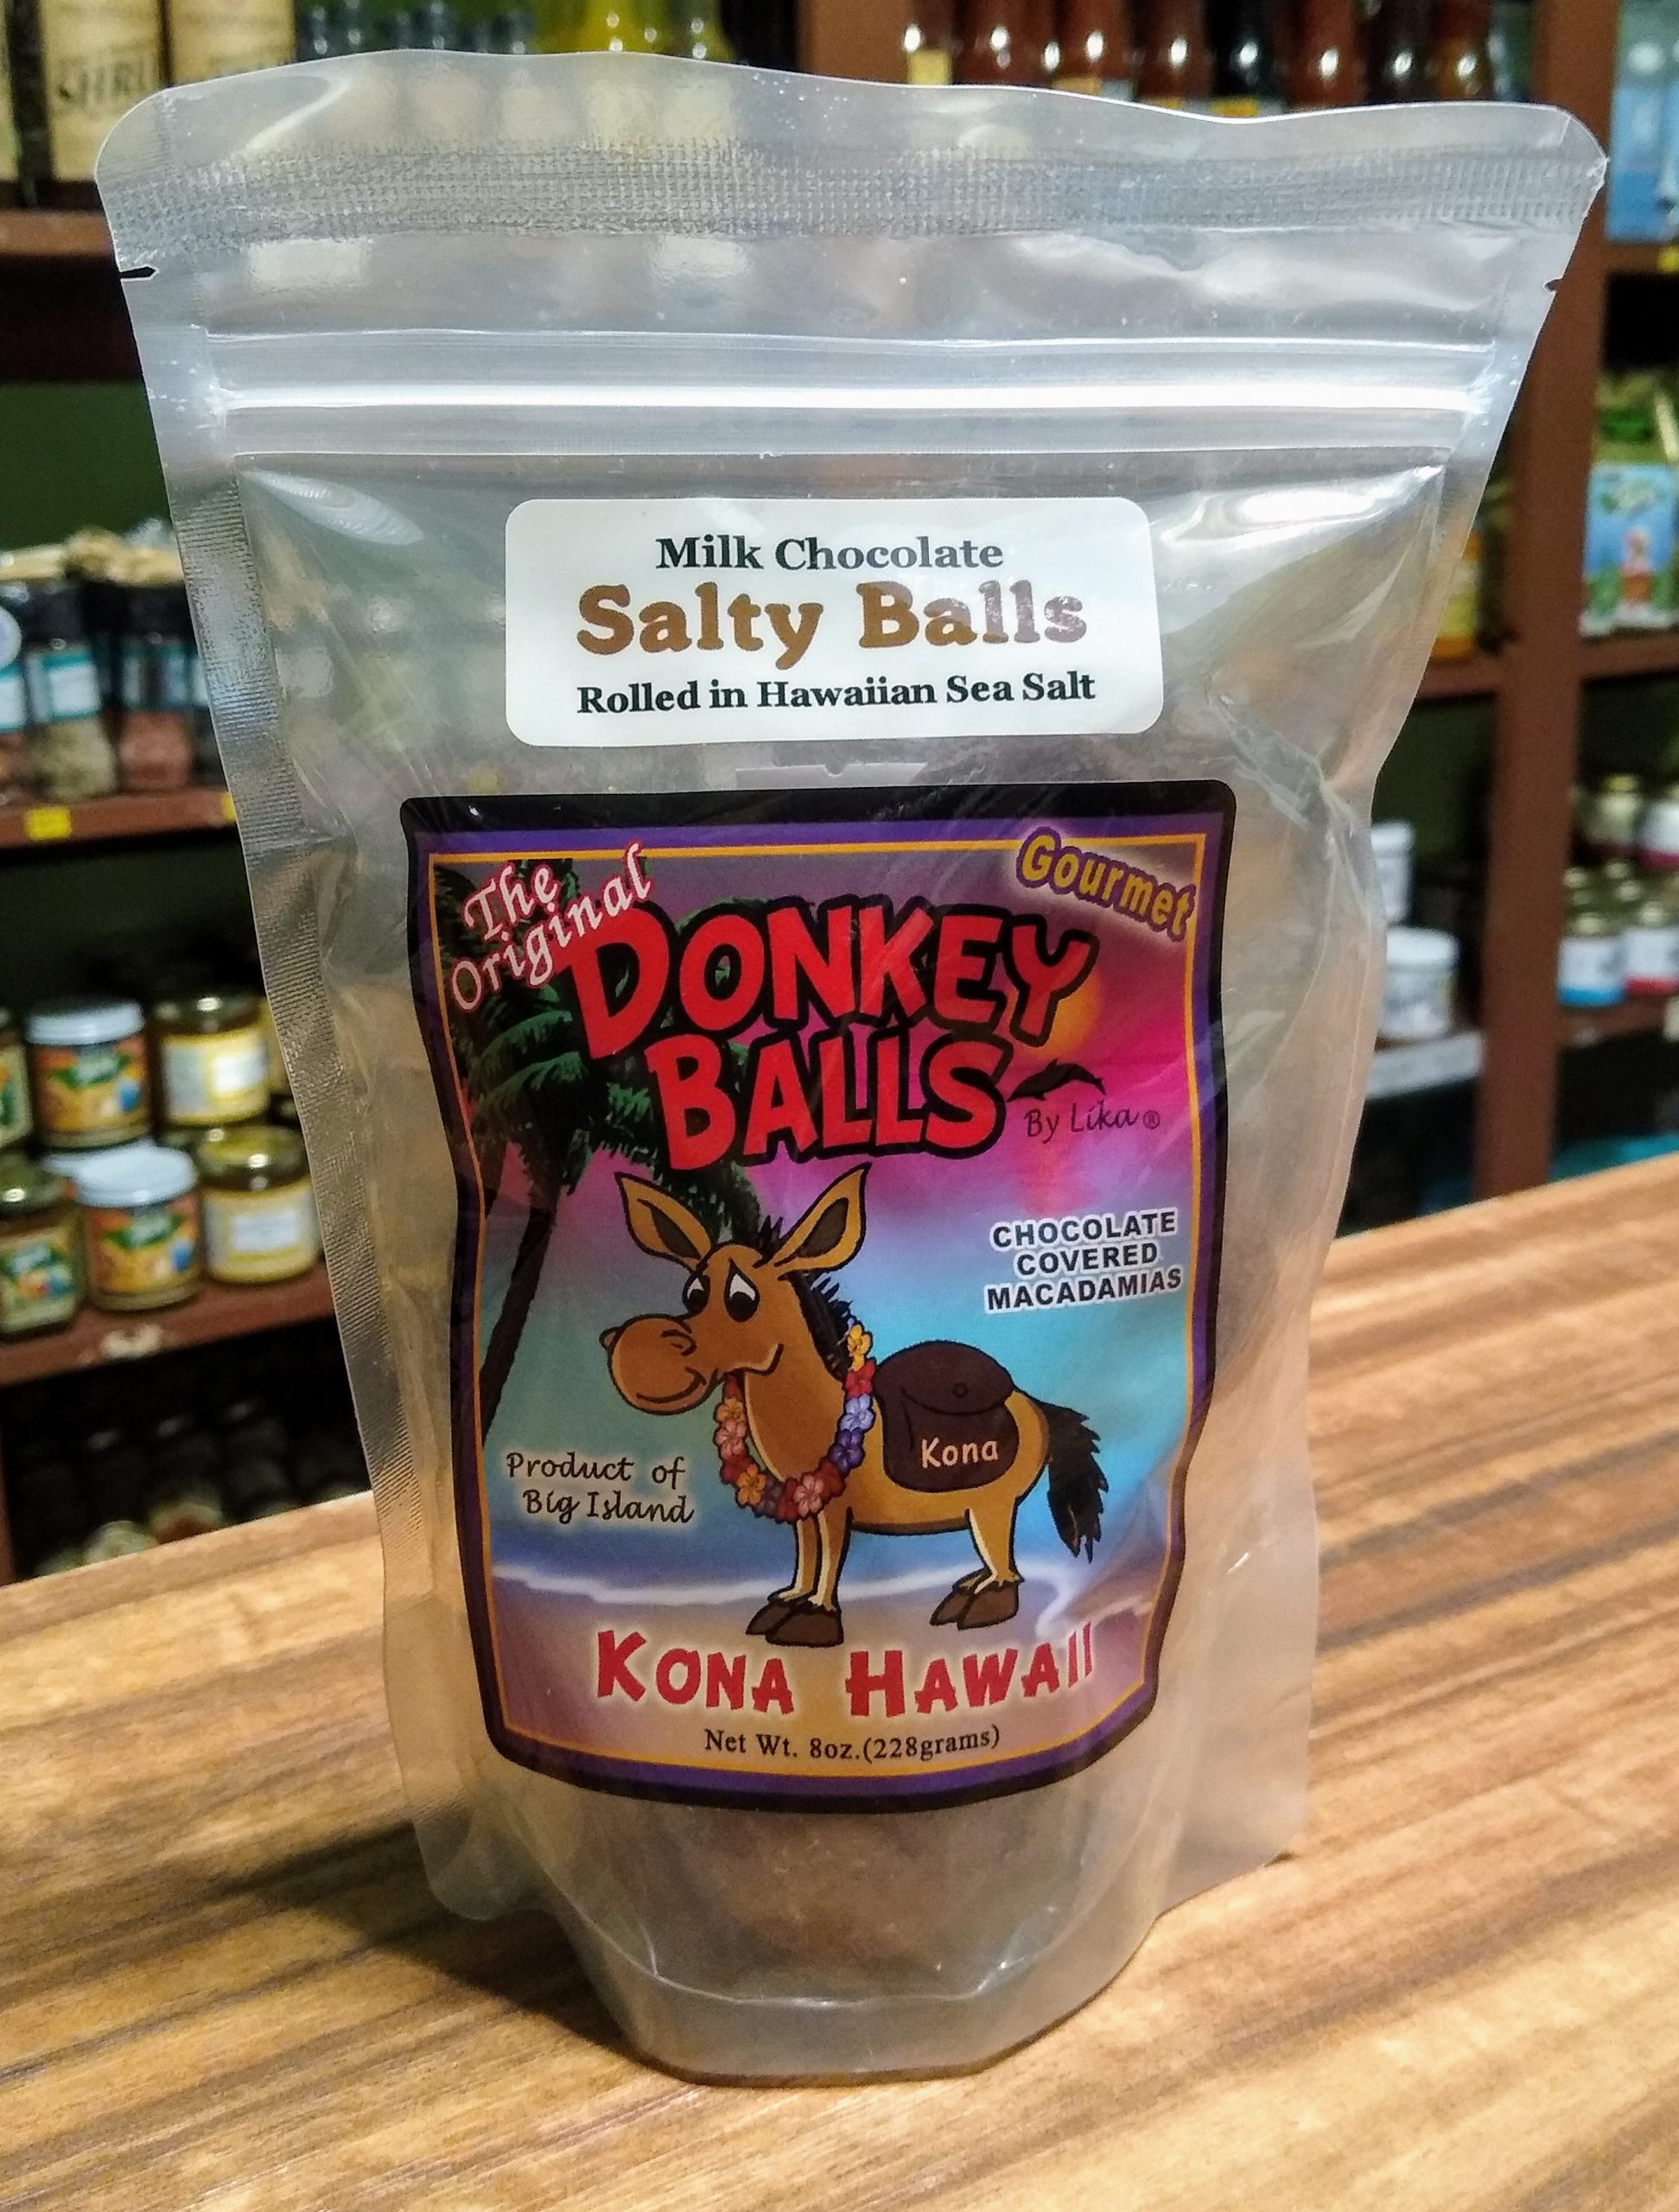 Milk Chocolate
Salty Balls
Rolled in Hawaiian Sea Salt
The
Original
Gourmet
DONKEY
BALLS
By Lika®
CHOCOLATE
COVERED
MACADAMIAS
Kona
Product of
Big Island
KONA HAWAII
Net Wt. 8oz.(228grams)